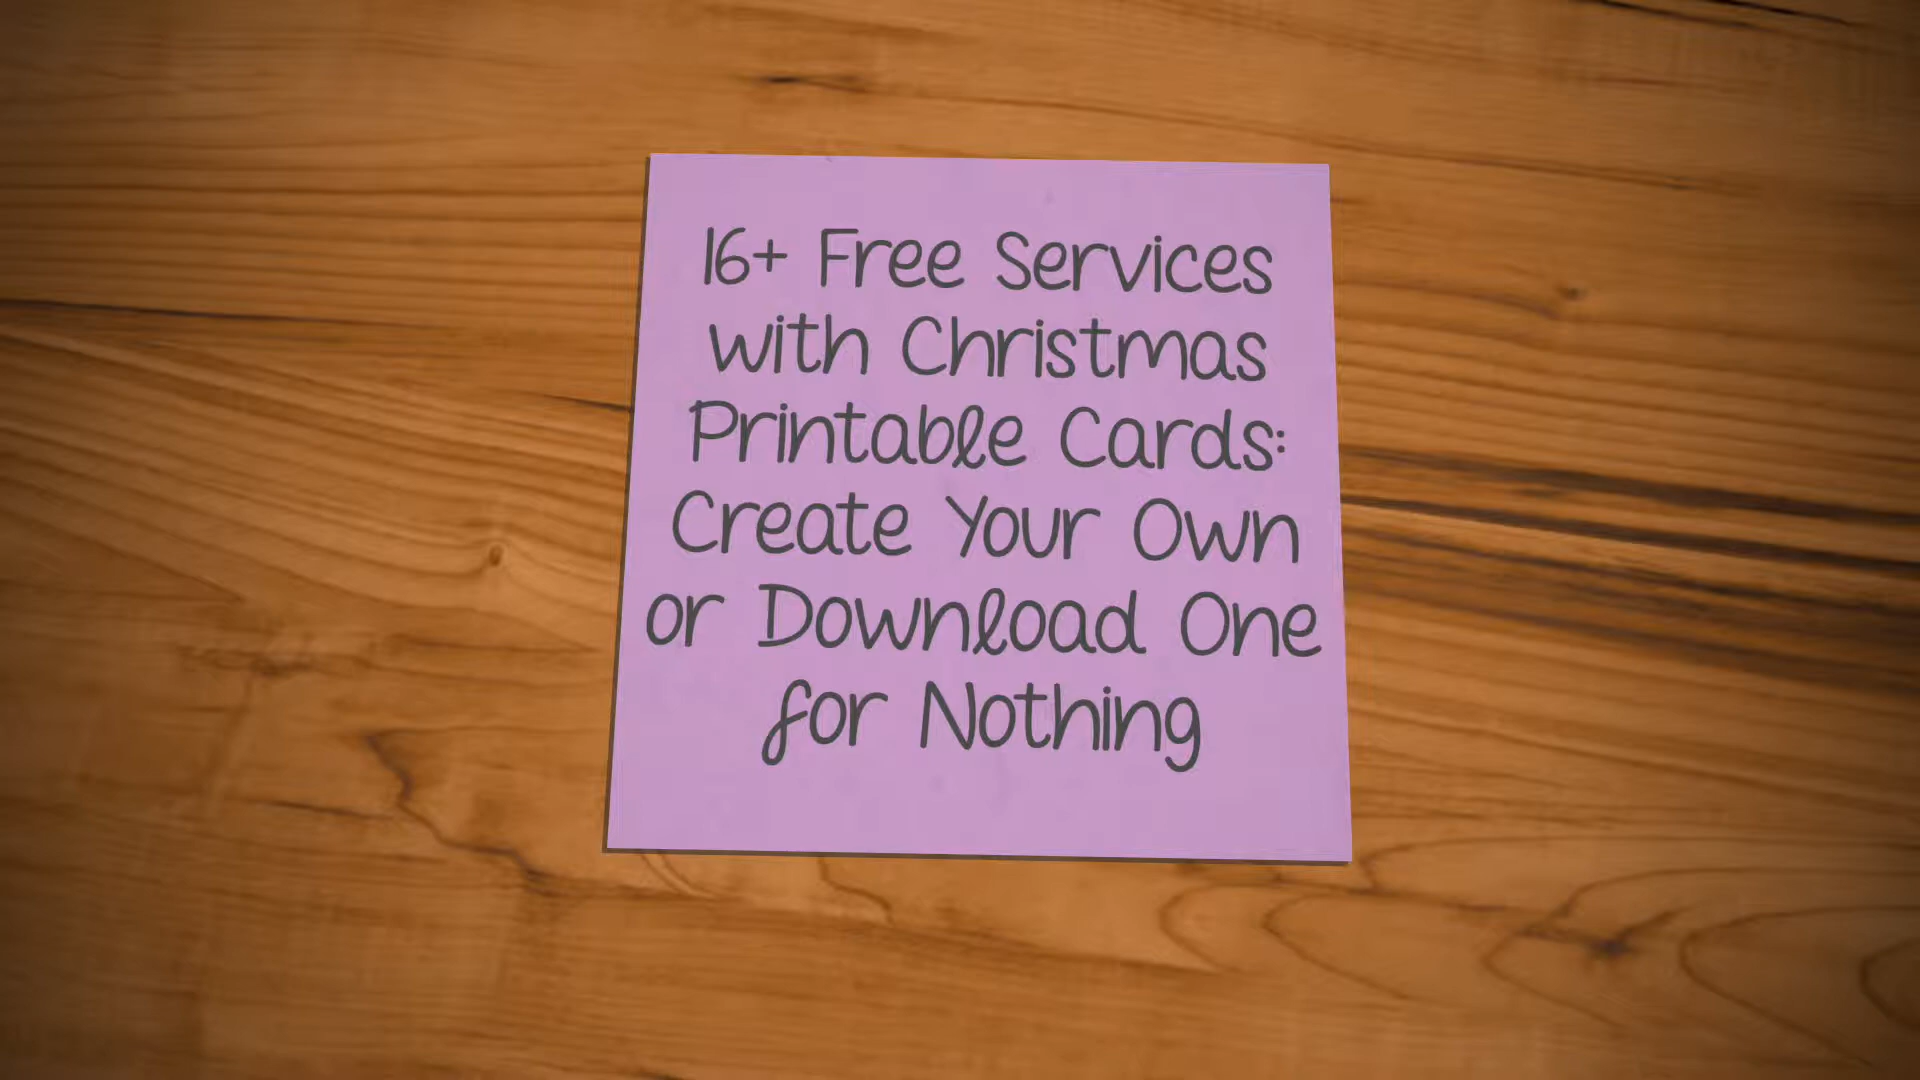 16+ Free Services
with Christmas
Printable Cards:
Create Your Own
or Download One
for Nothing